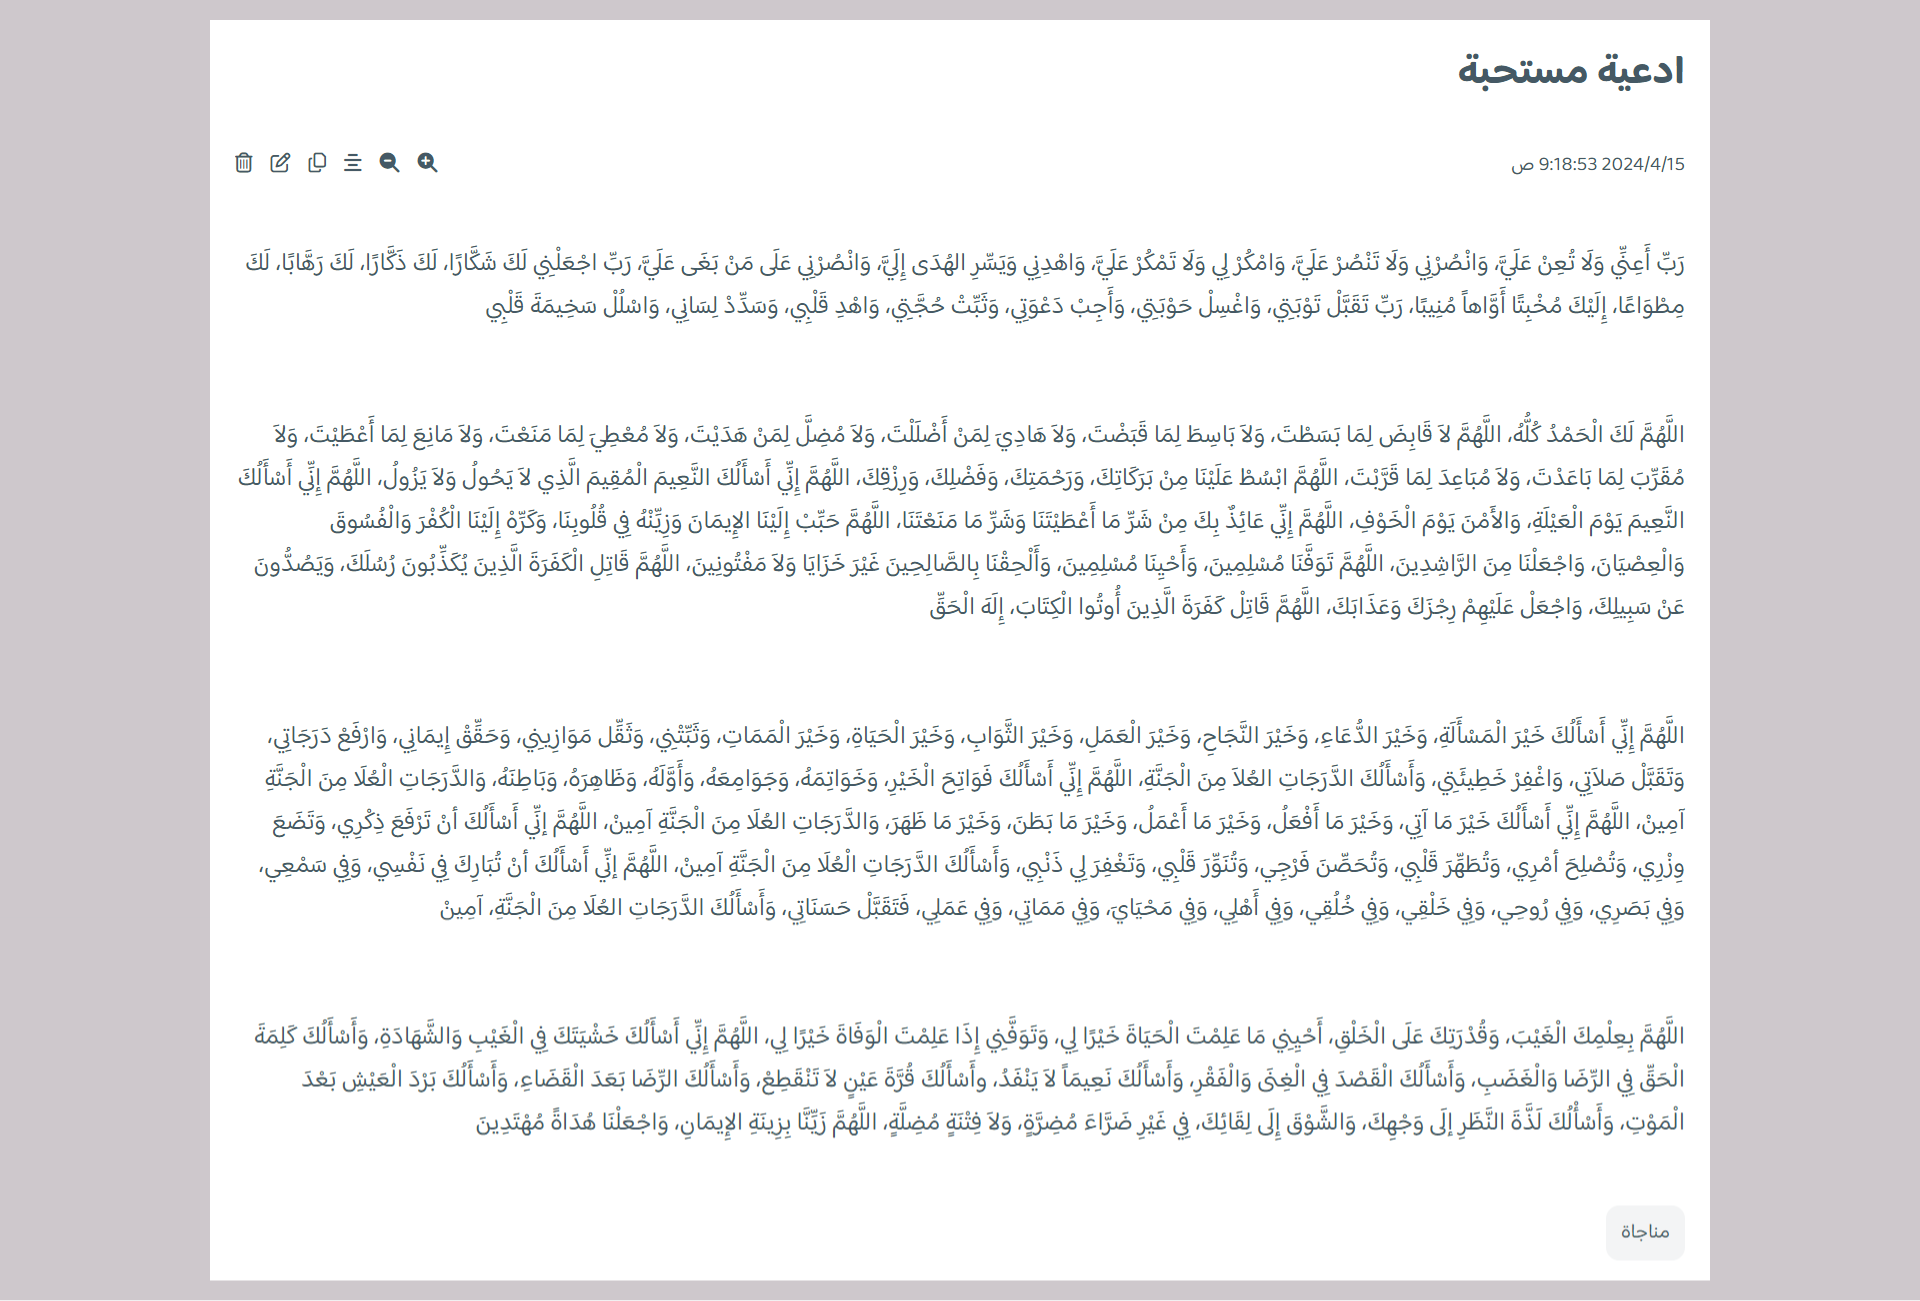 ادعية مستحبة
2024/4/15 9:18:53 ص
رَبِّ أَعِنِّي وَلَا تُعِنْ عَلَيَّ، وَانْصُرْنِي وَلَا تَنْصُرْ عَلَيَّ، وَامْكُرْ لِي وَلَا تَمْكُرْ عَلَيَّ، وَاهْدِنِي وَيَسِّرِ الهُدَى إِلَيَّ، وَانْصُرْنِي عَلَى مَنْ بَغَى عَلَيَّ، رَبِّ اجْعَلْنِي لَكَ شَكَّارًا، لَكَ ذَكَّارًا، لَكَ رَهَّابًا، لَكَ
مِطْوَاعًا، إِلَيْكَ مُخْبِتًا أَوَّاهاً مُنِيبًا، رَبِّ تَقَبَّلْ تَوْبَتِي، وَاغْسِلْ حَوْبَتِي، وَأَجِبْ دَعْوَتِي، وَثَبِّتْ حُجَّتِي، وَاهْدِ قَلْبِي، وَسَدِّدْ لِسَانِي، وَاسْلُلْ سَخِيمَةَ قَلْبِي
اللَّهُمَّ لَكَ الْحَمْدُ كُلُّهُ، اللَّهُمَّ لاَ قَابِضَ لِمَا بَسَطْتَ، وَلاَ بَاسِطَ لِمَا قَبَضْتَ، وَلاَ هَادِيَ لِمَنْ أَضْلَلْتَ، وَلاَ مُضِلَّ لِمَنْ هَدَيْتَ، وَلاَ مُعْطِيَ لِمَا مَنَعْتَ، وَلاَ مَانِعَ لِمَا أَعْطَيْتَ، وَلاَ
مُقَرِّبَ لِمَا بَاعَدْتَ، وَلاَ مُبَاعِدَ لِمَا قَرَّبْتَ، اللَّهُمَّ ابْسُطْ عَلَيْنَا مِنْ بَرَكَاتِكَ، وَرَحْمَتِكَ، وَفَضْلِكَ، وَرِزْقِكَ، اللَّهُمَّ إِنِّي أَسْأَلُكَ النَّعِيمَ الْمُقِيمَ الَّذِي لاَ يَحُولُ وَلاَ يَزُولُ، اللَّهُمَّ إِنِّي أَسْأَلُكَ
النَّعِيمَ يَوْمَ الْعَيْلَةِ، وَالأَمْنَ يَوْمَ الْخَوْفِ، اللَّهُمَّ إِنِّي عَائِذٌ بِكَ مِنْ شَرِّ مَا أَعْطَيْتَنَا وَشَرِّ مَا مَنَعْتَنَا، اللَّهُمَّ حَبِّبْ إِلَيْنَا الإِيمَانَ وَزَيِّنْهُ فِي قُلُوبِنَا، وَكَرِّهْ إِلَيْنَا الْكُفْرَ وَالْفُسُوقَ
وَالْعِصْيَانَ، وَاجْعَلْنَا مِنَ الرَّاشِدِينَ، اللَّهُمَّ تَوَفَّنَا مُسْلِمِينَ، وَأَحْيِنَا مُسْلِمِينَ، وَأَلْحِقْنَا بِالصَّالِحِينَ غَيْرَ خَزَايَا وَلاَ مَفْتُونِينَ، اللَّهُمَّ قَاتِلِ الْكَفَرَةَ الَّذِينَ يُكَذِّبُونَ رُسُلَكَ، وَيَصُدُّونَ
عَنْ سَبِيلِكَ، وَاجْعَلْ عَلَيْهِمْ رِجْزَكَ وَعَذَابَكَ، اللَّهُمَّ قَاتِلْ كَفَرَةَ الَّذِينَ أُوتُوا الْكِتَابَ، إِلَهَ الْحَقِّ
اللَّهُمَّ إِنِّي أَسْأَلُكَ خَيْرَ الْمَسْأَلَةِ، وَخَيْرَ الدُّعَاءِ، وَخَيْرَ النَّجَاحِ، وَخَيْرَ الْعَمَلِ، وَخَيْرَ الثَّوَابِ، وَخَيْرَ الْحَيَاةِ، وَخَيْرَ الْمَمَاتِ، وَثَبِّتْنِي، وَثَقِّل مَوَازِينِي، وَحَقِّقْ إِيمَانِي، وَارْفَعْ دَرَجَاتِي،
وَتَقَبَّلْ صَلاَتِي، وَاغْفِرْ خَطِيئَتِي، وَأَسْأَلُكَ الدَّرَجَاتِ العُلاَ مِنَ الْجَنَّةِ، اللَّهُمَّ إِنِّي أَسْأَلُكَ فَوَاتِحَ الْخَيْرِ، وَخَوَاتِمَهُ، وَجَوَامِعَهُ، وَأَوَّلَهُ، وَظَاهِرَهُ، وَبَاطِنَهُ، وَالدَّرَجَاتِ الْعُلَا مِنَ الْجَنَّةِ
آمِينْ، اللَّهُمَّ إِنِّي أَسْأَلُكَ خَيْرَ مَا آتِي، وَخَيْرَ مَا أَفْعَلُ، وَخَيْرَ مَا أَعْمَلُ، وَخَيْرَ مَا بَطَنَ، وَخَيْرَ مَا ظَهَرَ، وَالدَّرَجَاتِ العُلَا مِنَ الْجَنَّةِ آمِينْ، اللَّهُمَّ إنِّي أَسْأَلُكَ أنْ تَرْفَعَ ذِكْرِي، وَتَضَعَ
وِزْرِي، وَتُصْلِحَ أمْرِي، وَتُطَهِّرَ قَلْبِي، وَتُحَصِّنَ فَرْجِي، وَتُنَوِّرَ قَلْبِي، وَتَغْفِرَ لِي ذَنْبِي، وَأَسْأَلُكَ الدَّرَجَاتِ الْعُلَا مِنَ الْجَنَّةِ آمِينْ، اللَّهُمَّ إنِّي أَسْأَلُكَ أنْ تُبَارِكَ فِي نَفْسِي، وَفِي سَمْعِي،
وَفِي بَصَرِي، وَفِي رُوحِي، وَفِي خَلْقِي، وَفِي خُلُقِي، وَفِي أَهْلِي، وَفِي مَحْيَايَ، وَفِي مَمَاتِي، وَفِي عَمَلِي، فَتَقَبَّلْ حَسَنَاتِي، وَأَسْأَلُكَ الدَّرَجَاتِ العُلَا مِنَ الْجَنَّةِ، آمِينْ
اللَّهُمَّ بِعِلْمِكَ الْغَيْبَ، وَقُدْرَتِكَ عَلَى الْخَلْقِ، أَحْيِنِي مَا عَلِمْتَ الْحَيَاةَ خَيْرًا لِي، وَتَوَفَّنِي إِذَا عَلِمْتَ الْوَفَاةَ خَيْرًا لِي، اللَّهُمَّ إِنِّي أَسْأَلُكَ خَشْيَتَكَ فِي الْغَيْبِ وَالشَّهَادَةِ، وَأَسْأَلُكَ كَلِمَةَ
الْحَقِّ فِي الرِّضَا وَالْغَضَبِ، وَأَسْأَلُكَ الْقَصْدَ فِي الْغِنَى وَالْفَقْرِ، وَأَسْأَلُكَ نَعِيمَاً لاَ يَنْفَدُ، وأَسْأَلُكَ قُرَّةَ عَيْنٍ لاَ تَنْقَطِعْ، وَأَسْأَلُكَ الرِّضَا بَعَدَ الْقَضَاءِ، وَأَسْأَلُكَ بَرْدَ الْعَيْشِ بَعْدَ
الْمَوْتِ، وَأَسْأَلُكَ لَذَّةَ النَّظَرِ إلَى وَجْهِكَ، وَالشَّوْقَ إِلَى لِقَائِكَ، فِي غَيْرِ ضَرَّاءَ مُضِرَّةٍ، وَلاَ فِتْنَةٍ مُضِلَّةٍ، اللَّهُمَّ زَيِّنَّا بِزِينَةِ الإِيمَانِ، وَاجْعَلْنَا هُدَاةً مُهْتَدِينَ
مناجاة